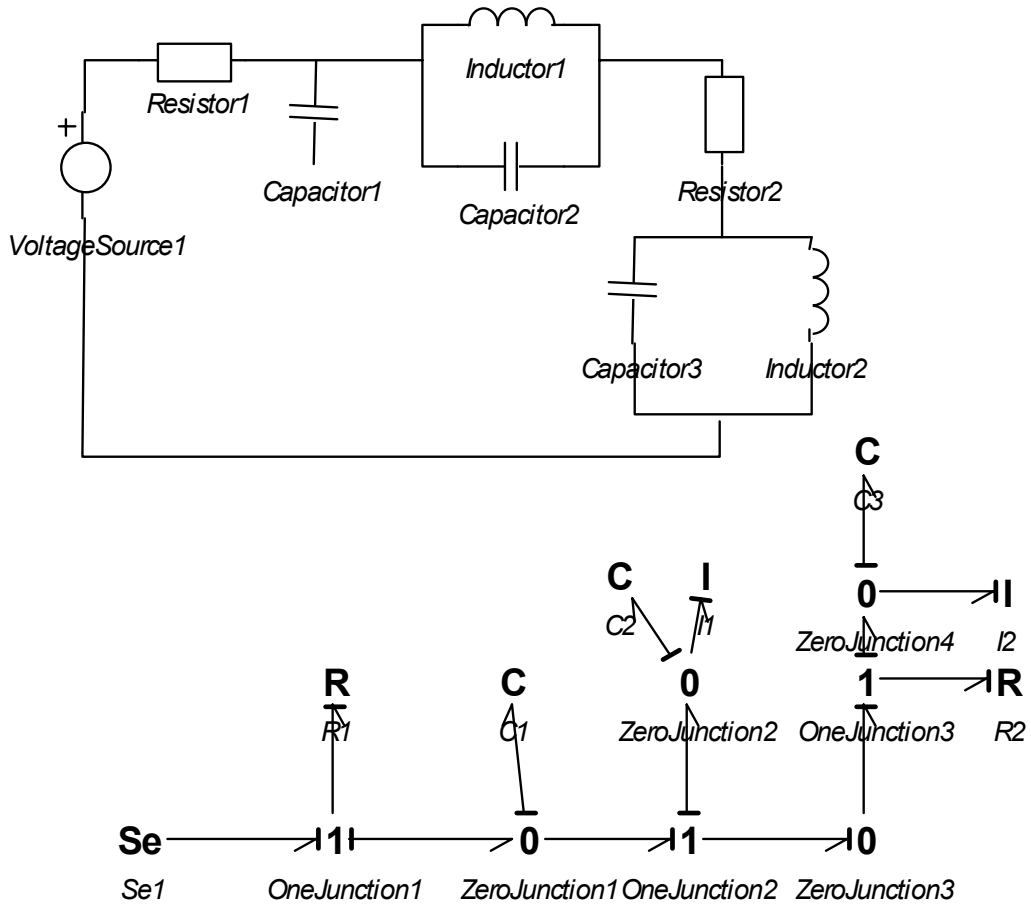 Inductor1
Resistor1
+
Capacitor1
Resistor2
Capacitor2
VoltageSource1
Capacitor3
Inductor2
C
C3
C
I
0
I
C2
I1
ZeroJunction4
I2
R
C
0
1
R
R1
C1
ZeroJunction2
OneJunction3
R2
Se
1
0
1
0
Se1
OneJunction1
ZeroJunction1
OneJunction2
ZeroJunction3